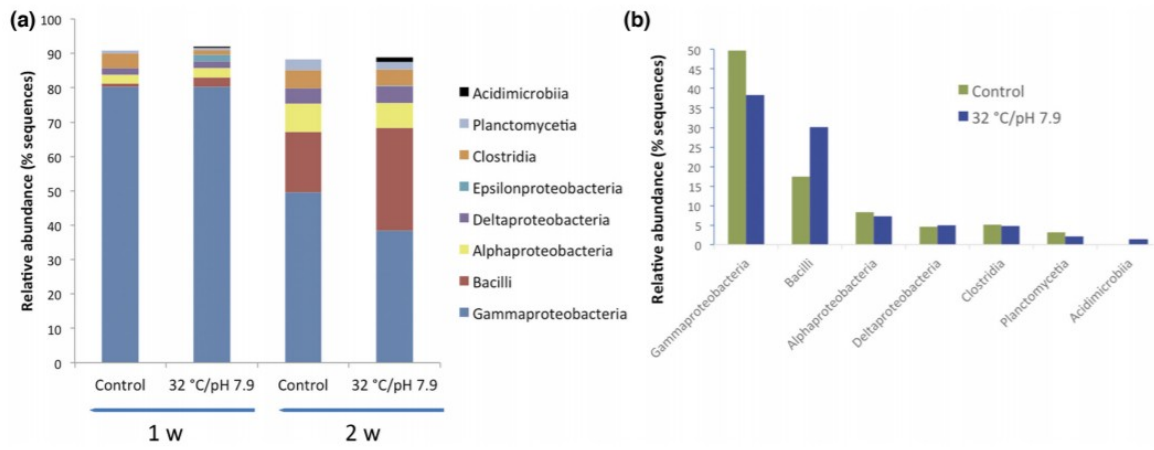 (a)
Relative abundance (% sequences)
100
90
80
70
60
50
40
30
20
10
0
Control
32 °C/pH 7.9
Control
32 °C/pH 7.9
1 w
2 w
Acidimicrobiia
Planctomycetia
Clostridia
Epsilonproteobacteria
Deltaproteobacteria
Alphaproteobacteria
Bacilli
Gammaproteobacteria
(b)
Relative abundance (% sequences)
50
45
40
35
30
25
20
15
10
5
0
Control
32 °C/pH 7.9
Gammaproteobacteria
Bacilli
Alphaproteobacteria
Deltaproteobacteria
Clostridia
Planctomycetia
Acidimicrobiia